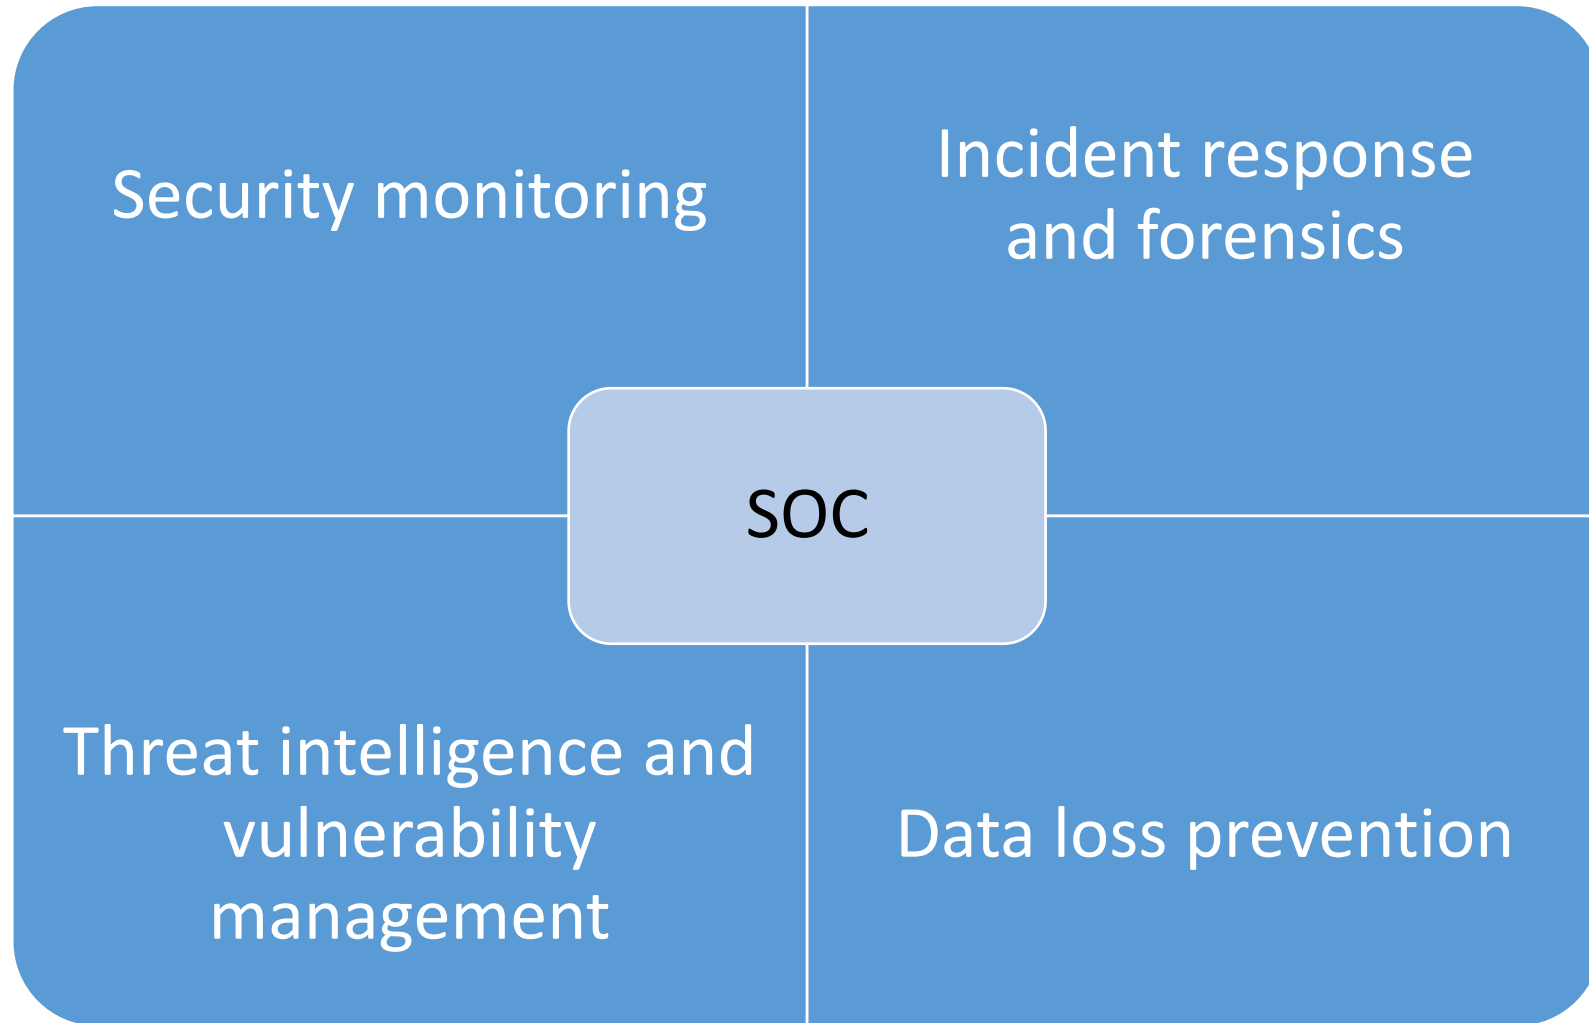 Security monitoring
Incident response
and forensics
SOC
Threat intelligence and
vulnerability
management
Data loss prevention